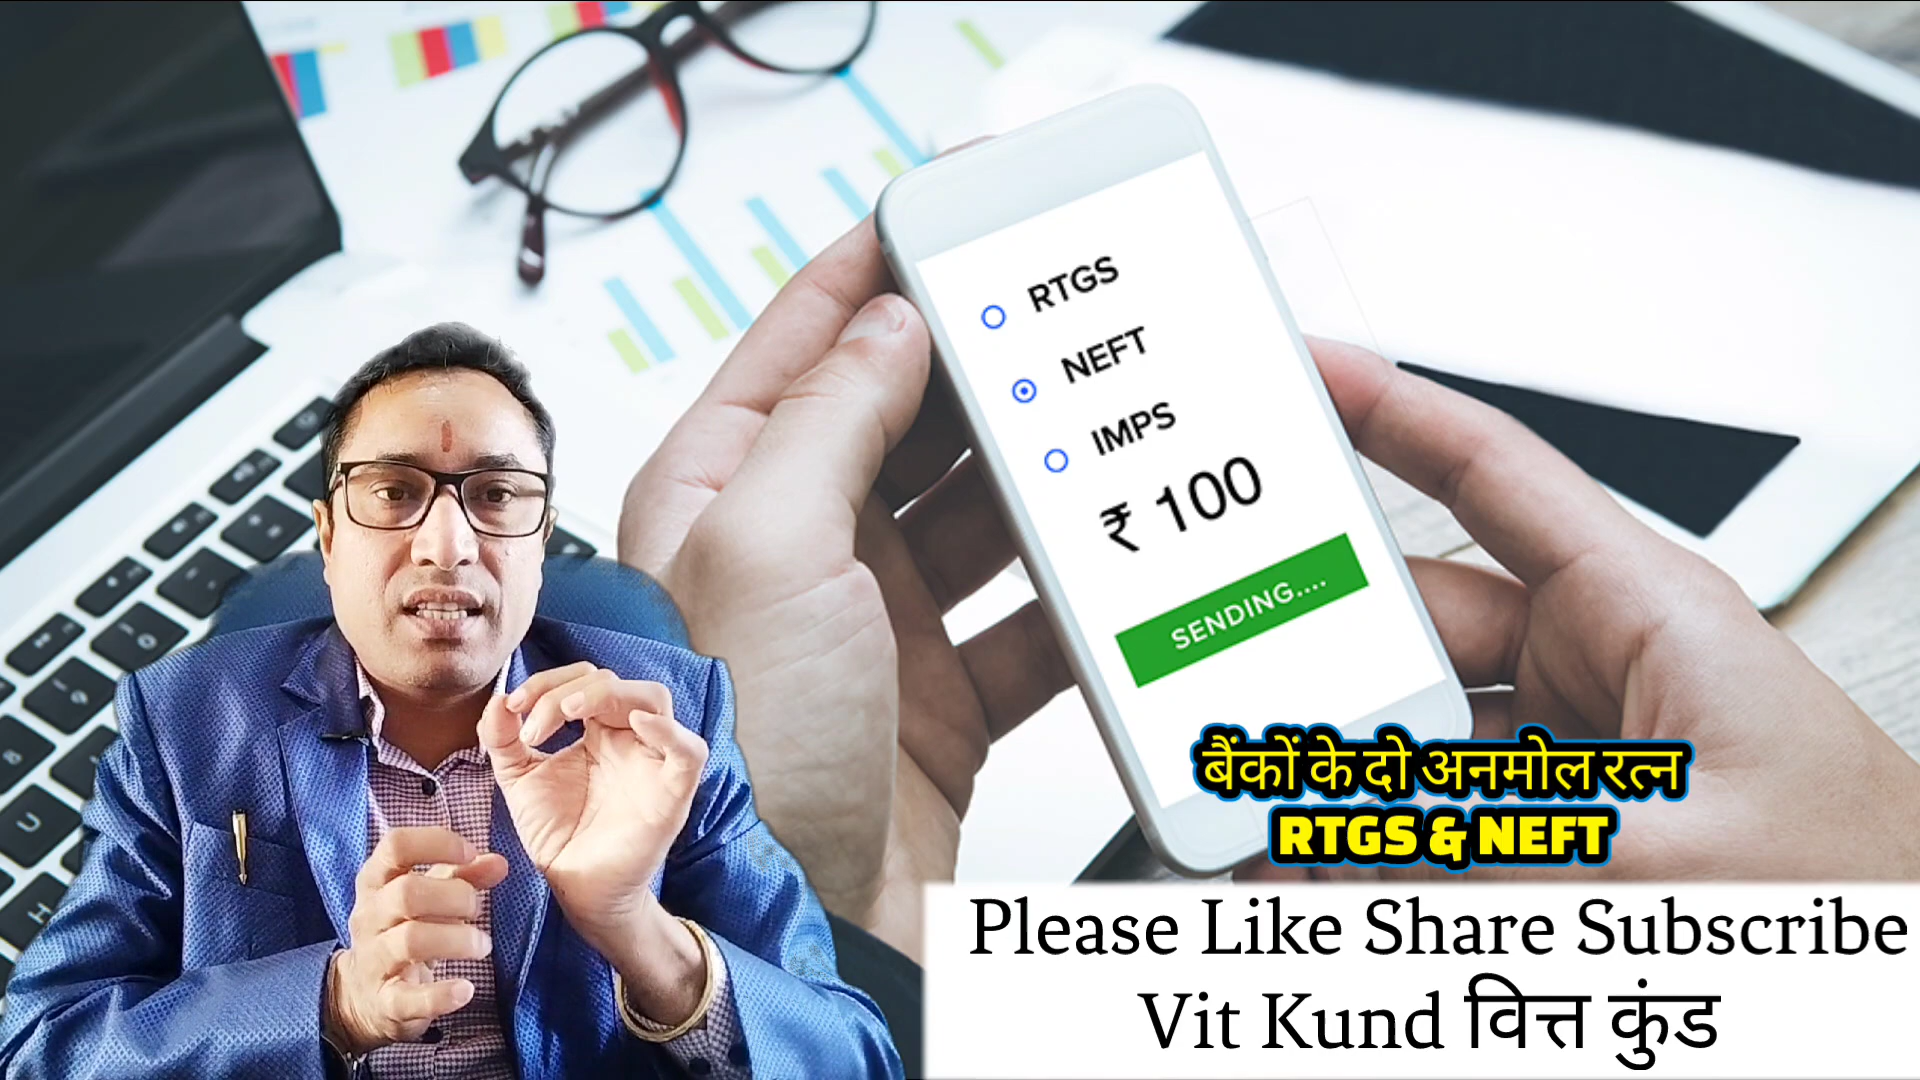 RTGS
NEFT
IMPS
₹ 100
SENDING....
बैंकों के दो अनमोल रत्न
RTGS & NEFT
Please Like Share Subscribe
Vit Kund वित्त कुंड
U
H